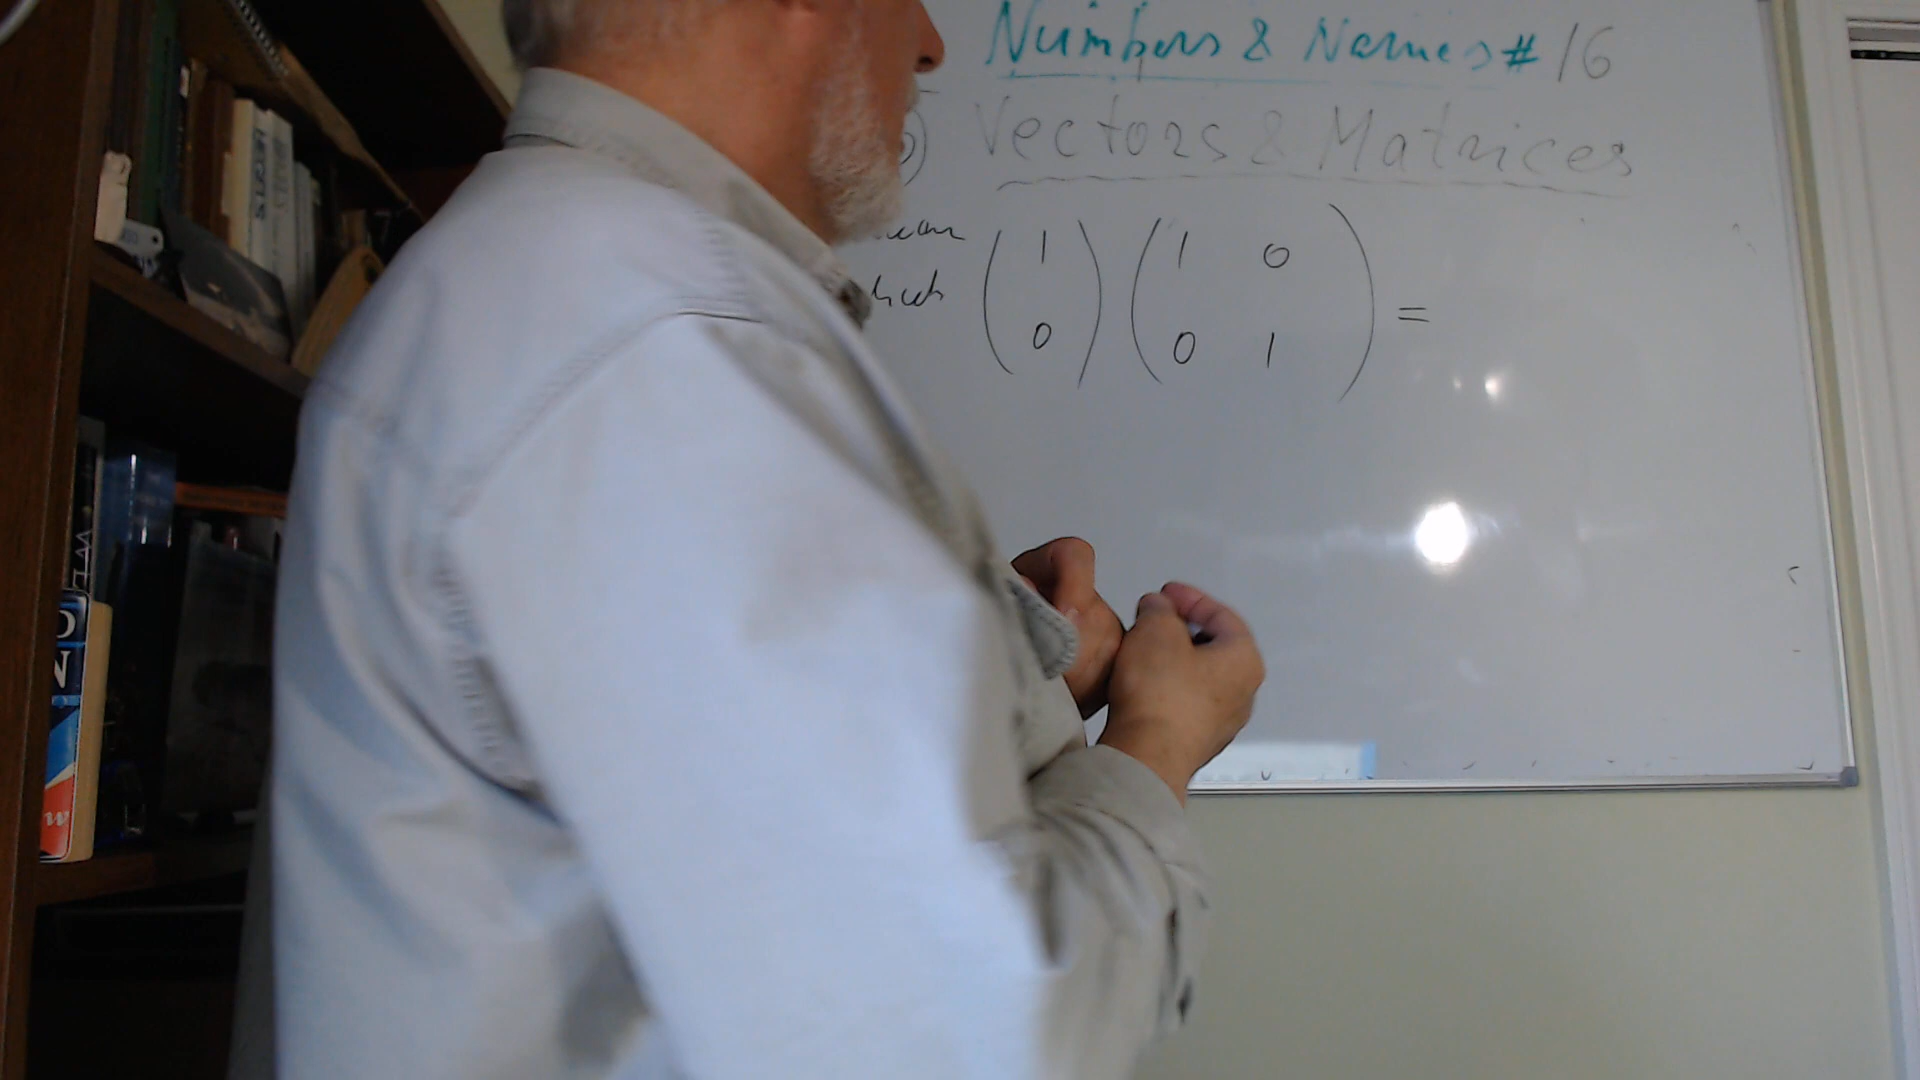 Numbers & Names # 16
Vectors & Matrices
( 1 ) ( 1 0 )
( 0 ) ( 0 1 ) =
D
N
W